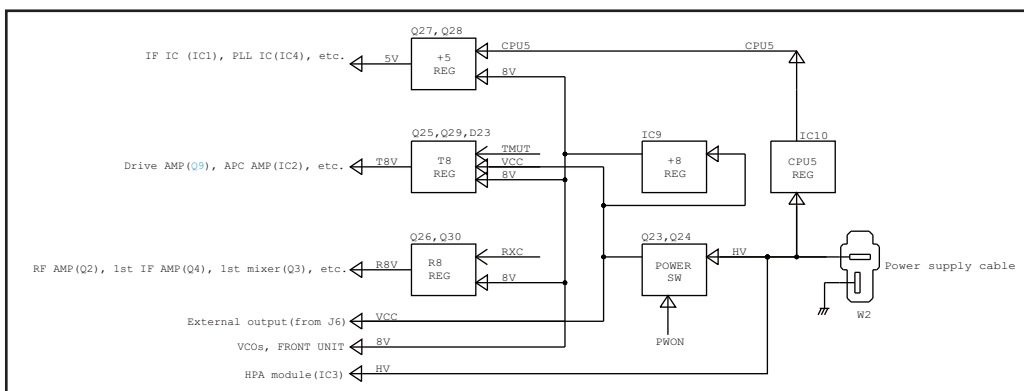 Q27,Q28
CPU5
CPU5
IF IC (IC1), PLL IC(IC4), etc.
5V
+5
REG
8V
Q25,Q29,D23
IC9
IC10
TMUT
Drive AMP(Q9), APC AMP(IC2), etc.
T8V
T8
REG
VCC
8V
+8
REG
CPU5
REG
Q26,Q30
Q23,Q24
RXC
HV
RF AMP(Q2), 1st IF AMP(Q4), 1st mixer(Q3), etc.
R8V
R8
REG
8V
POWER
SW
Power supply cable
External output(from J6)
VCC
W2
VCOs, FRONT UNIT
8V
PWON
HPA module(IC3)
HV